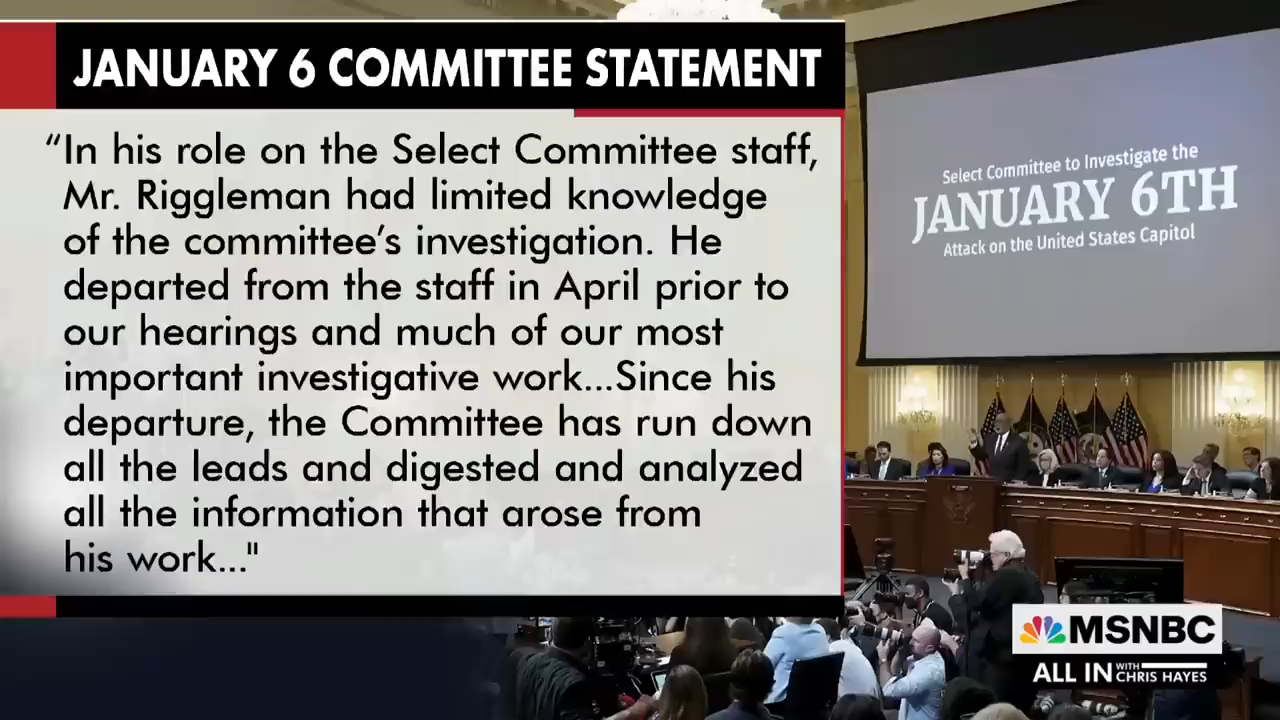 JANUARY 6 COMMITTEE STATEMENT
“In his role on the Select Committee staff,
Mr. Riggleman had limited knowledge
of the committee’s investigation. He
departed from the staff in April prior to
our hearings and much of our most
important investigative work...Since his
departure, the Committee has run down
all the leads and digested and analyzed
all the information that arose from
his work..."
Select Committee to Investigate the
JANUARY 6TH
Attack on the United States Capitol
MSNBC
ALL IN WITH CHRIS HAYES